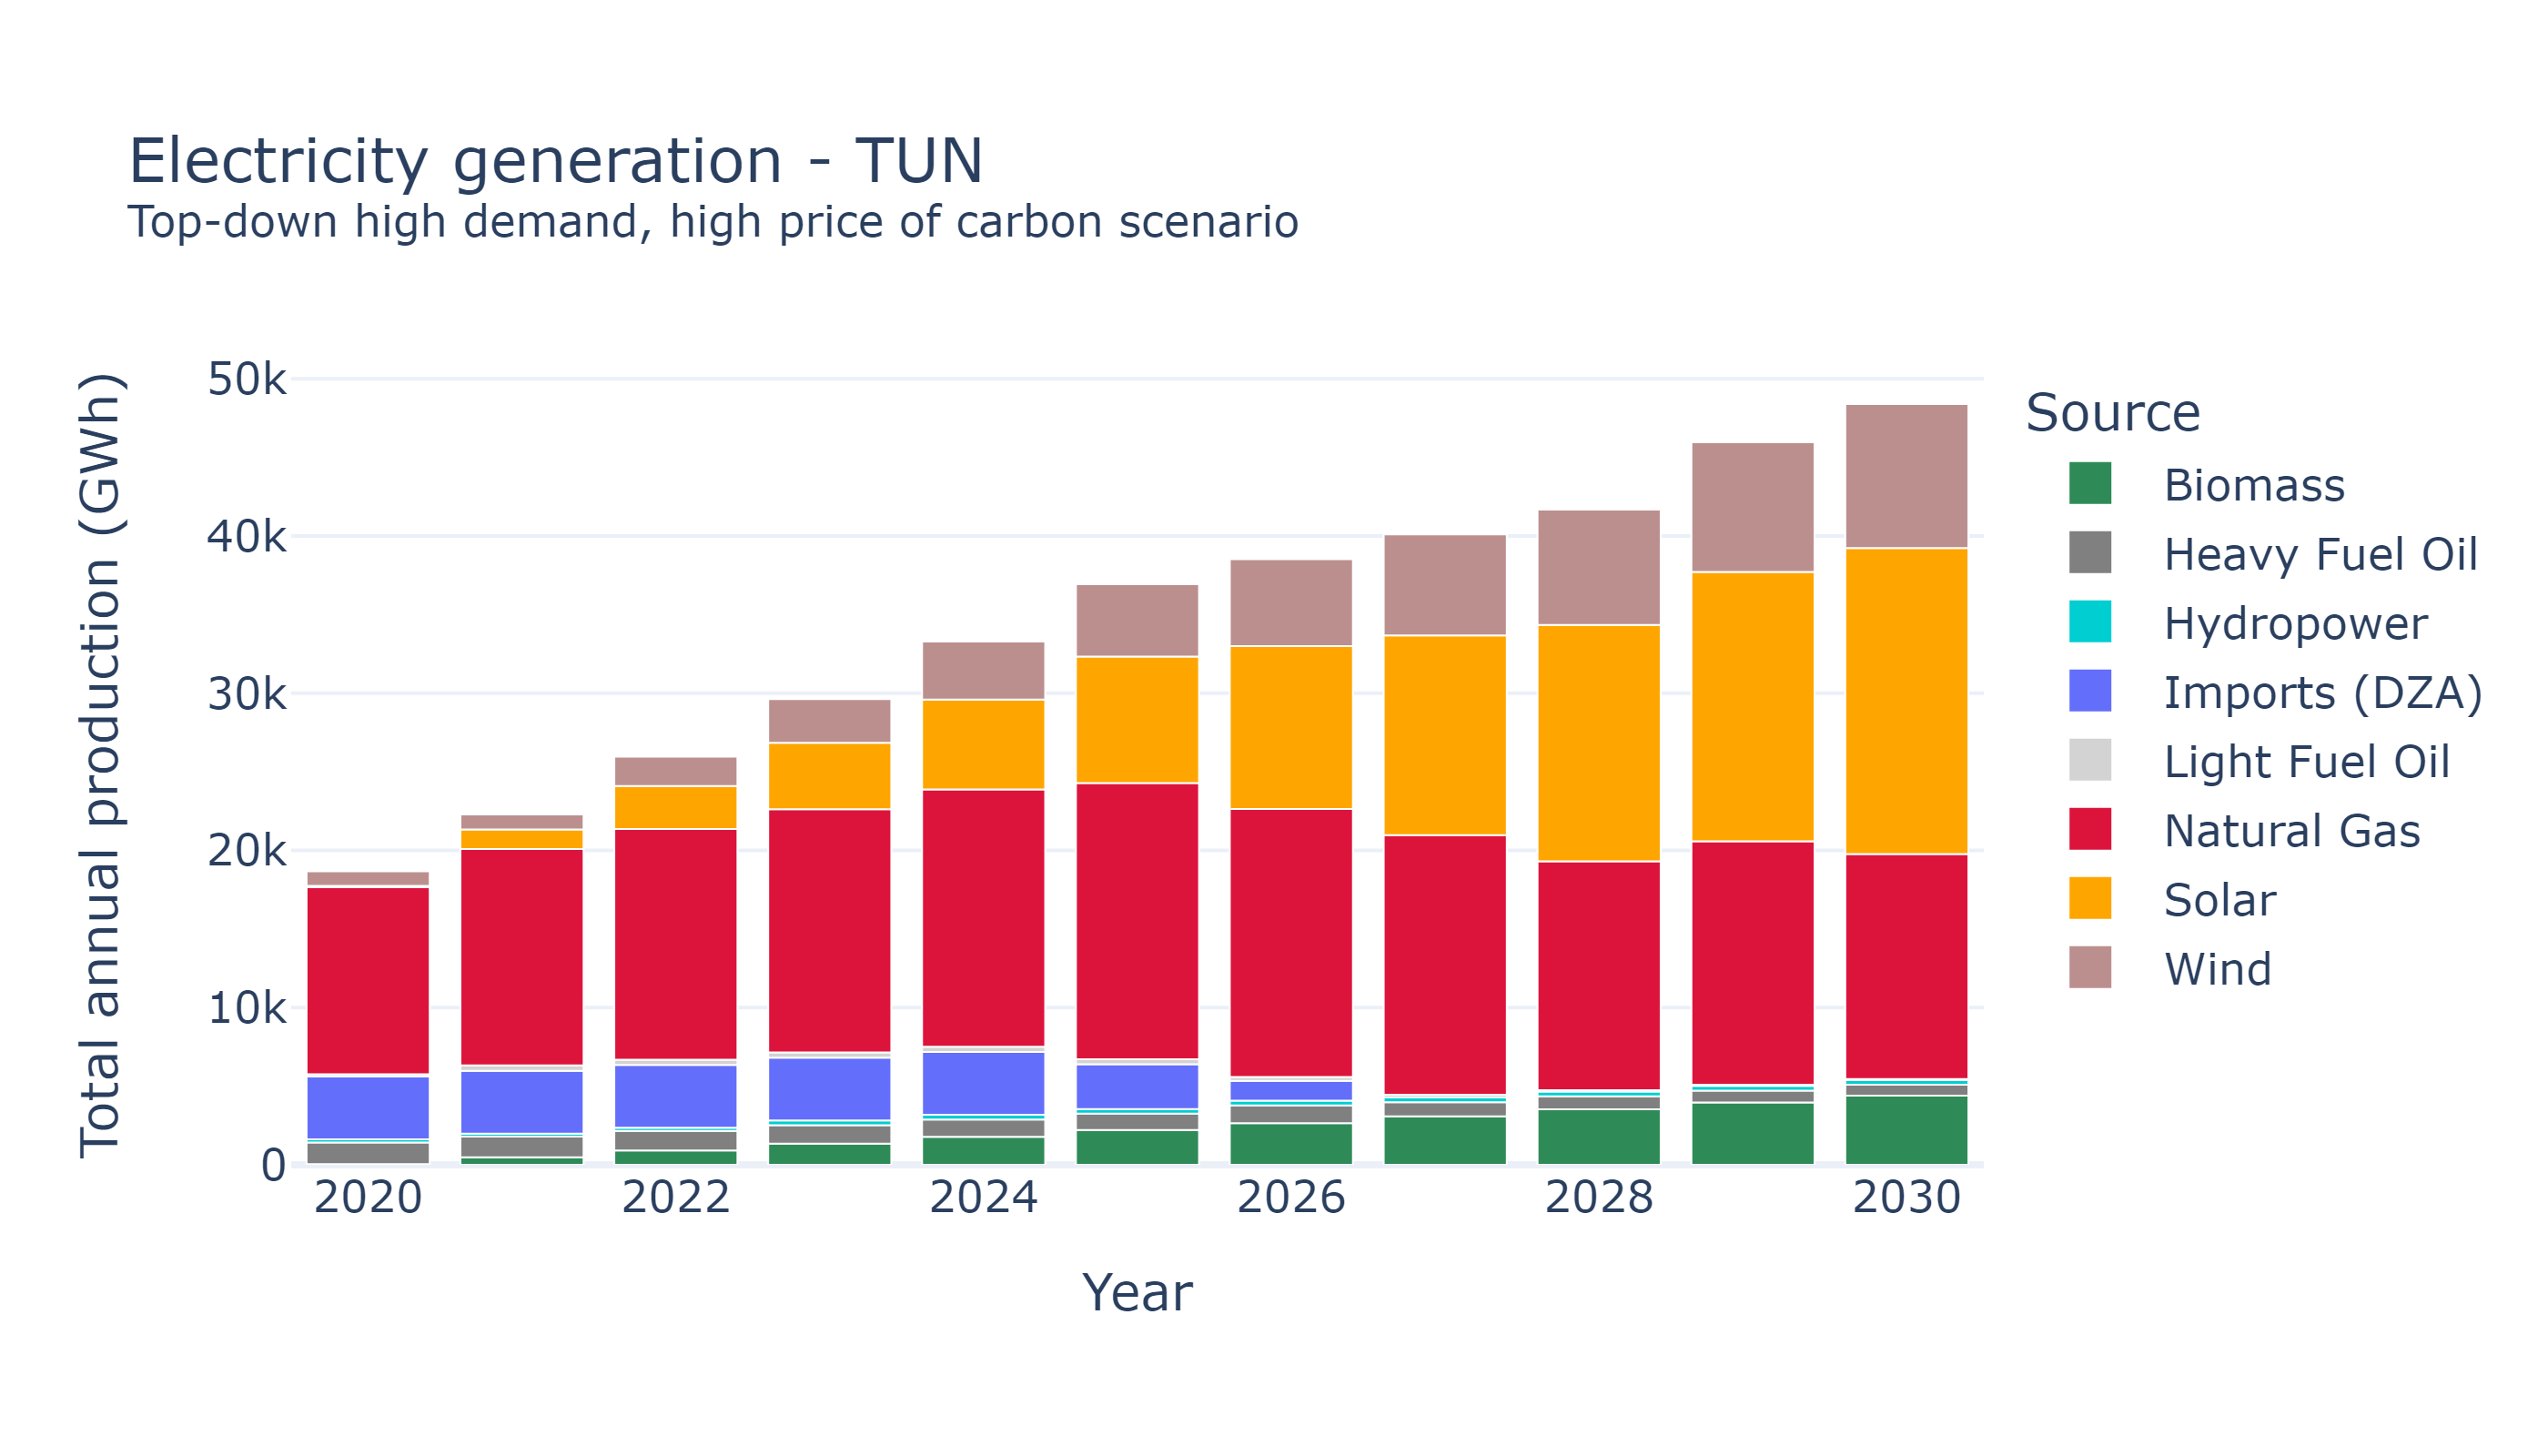 Electricity generation - TUN
Top-down high demand, high price of carbon scenario
Total annual production (GWh)
50k
40k
30k
20k
10k
0
2020
2022
2024
2026
2028
2030
Year
Source
Biomass
Heavy Fuel Oil
Hydropower
Imports (DZA)
Light Fuel Oil
Natural Gas
Solar
Wind